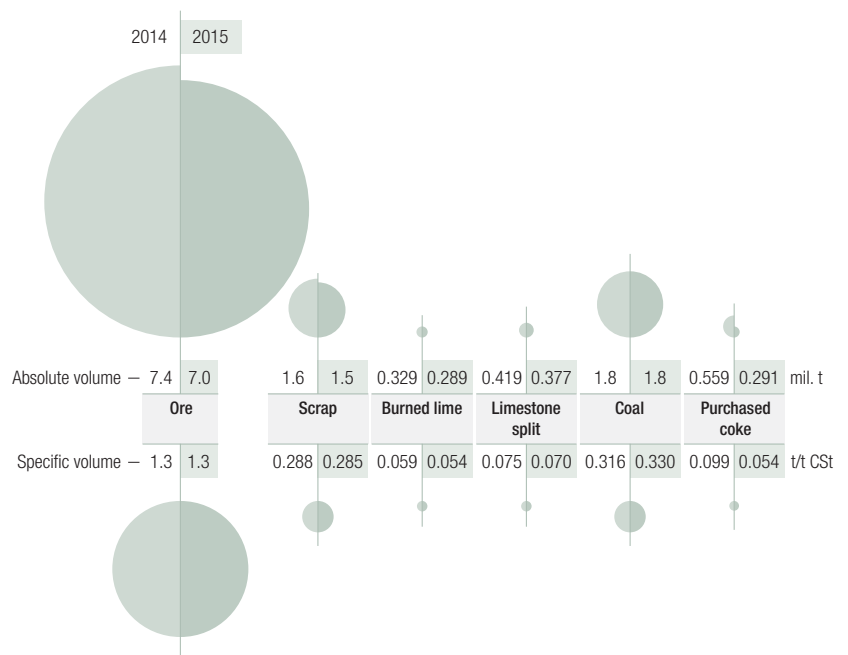 2014 2015
Absolute volume — 7.4 7.0 1.6 1.5 0.329 0.289 0.419 0.377 1.8 1.8 0.559 0.291 mil. t
Ore Scrap Burned lime Limestone Coal Purchased
split coke
Specific volume — 1.3 1.3 0.288 0.285 0.059 0.054 0.075 0.070 0.316 0.330 0.099 0.054 t/t CSt